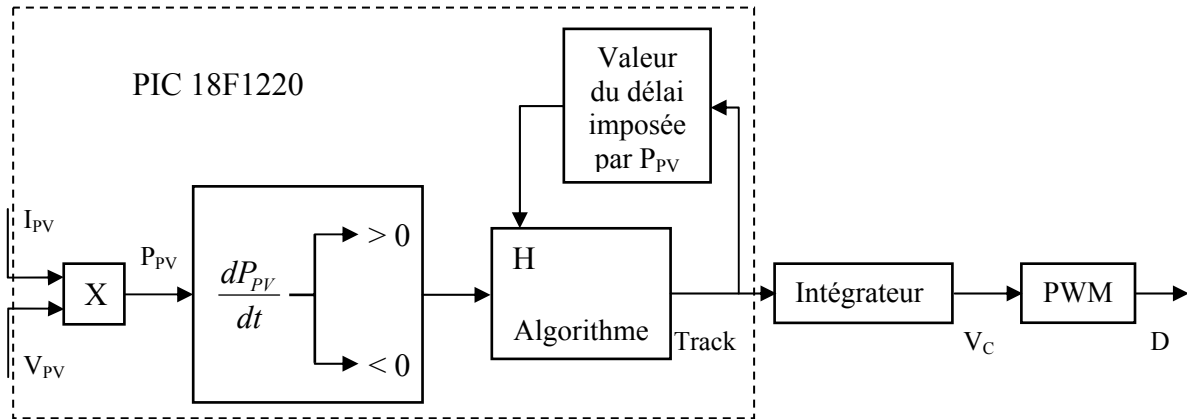 PIC 18F1220
Valeur
du délai
imposée
par P_PV
I_PV
V_PV
X
P_PV
dP_PV
dt
> 0
< 0
H
Algorithme
Track
Intégrateur
V_C
PWM
D